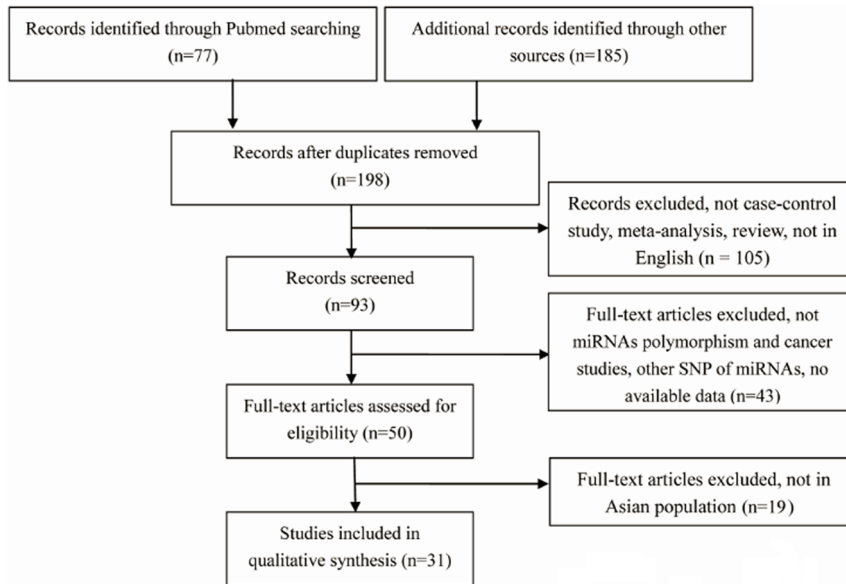 Records identified through Pubmed searching
(n=77)
Additional records identified through other
sources (n=185)
Records after duplicates removed
(n=198)
Records excluded, not case-control
study, meta-analysis, review, not in
English (n = 105)
Records screened
(n=93)
Full-text articles excluded, not
miRNAs polymorphism and cancer
studies, other SNP of miRNAs, no
available data (n=43)
Full-text articles assessed for
eligibility (n=50)
Full-text articles excluded, not in
Asian population (n=19)
Studies included in
qualitative synthesis (n=31)